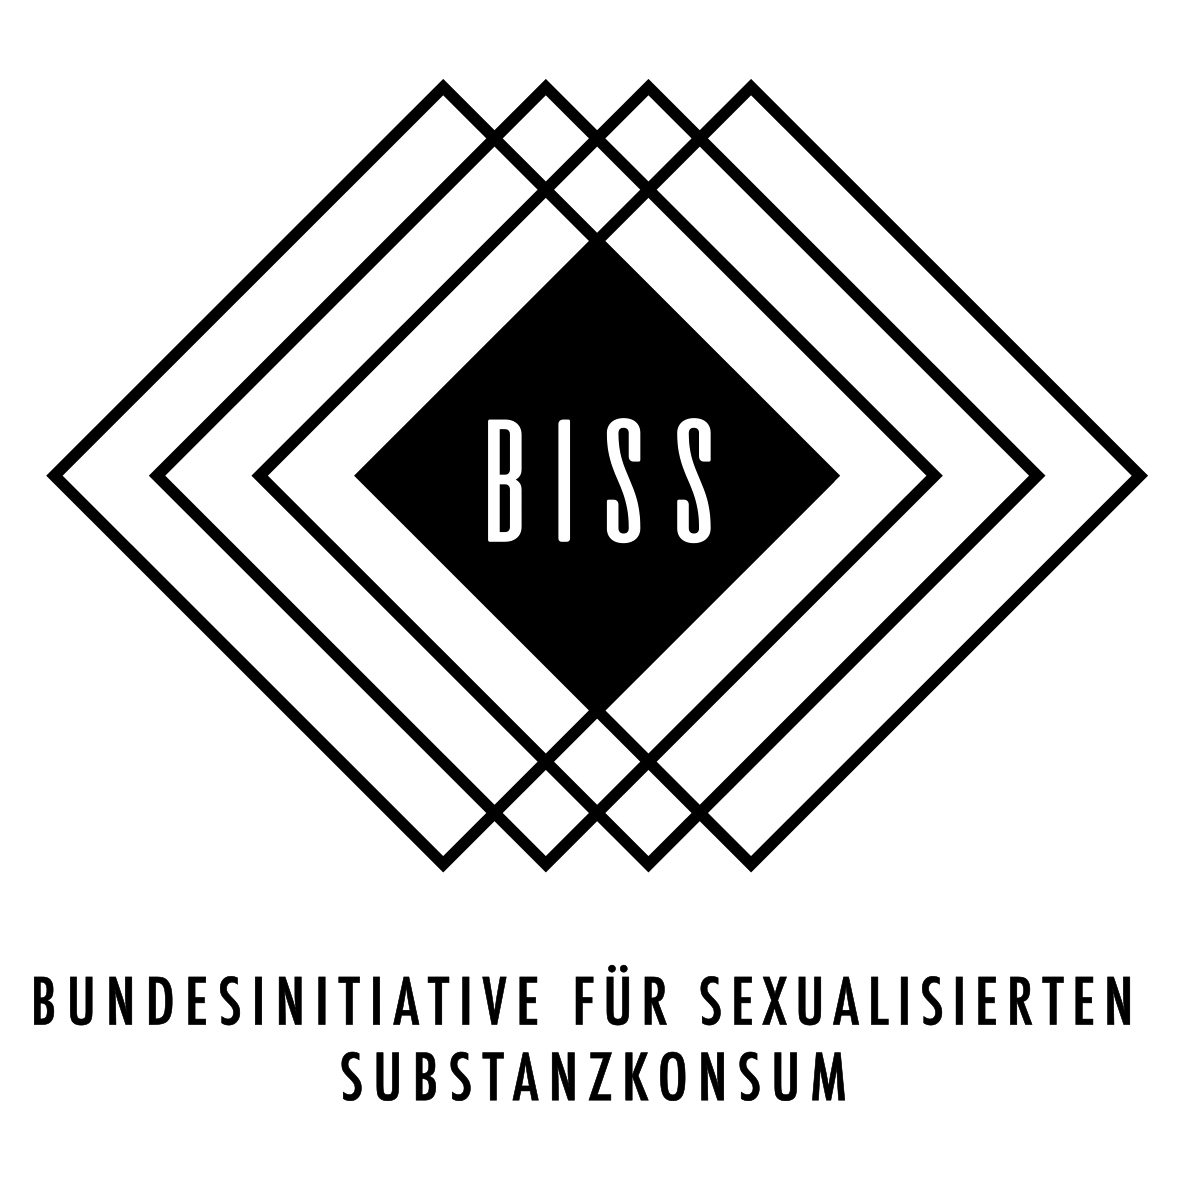 BISS
BUNDESINITIATIVE FÜR SEXUALISIERTEN
SUBSTANZKONSUM